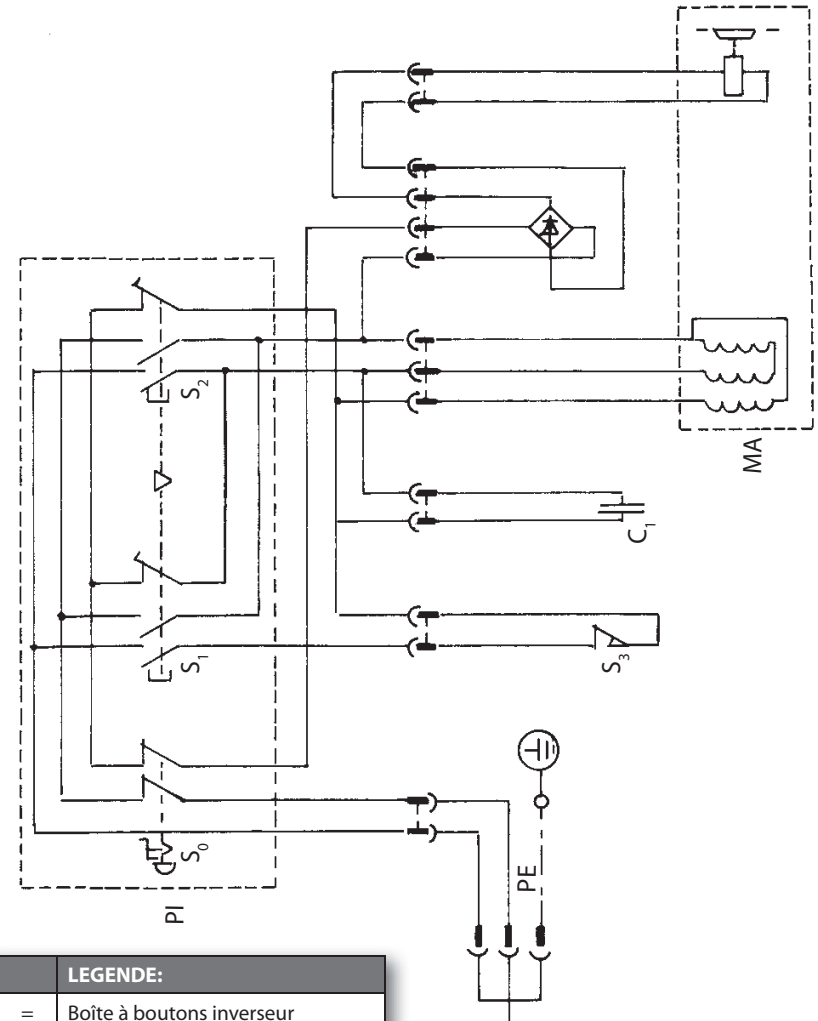 S2
MA
C1
S1
S3
S0
PE
PI
LEGENDE:
= Boîte à boutons inverseur